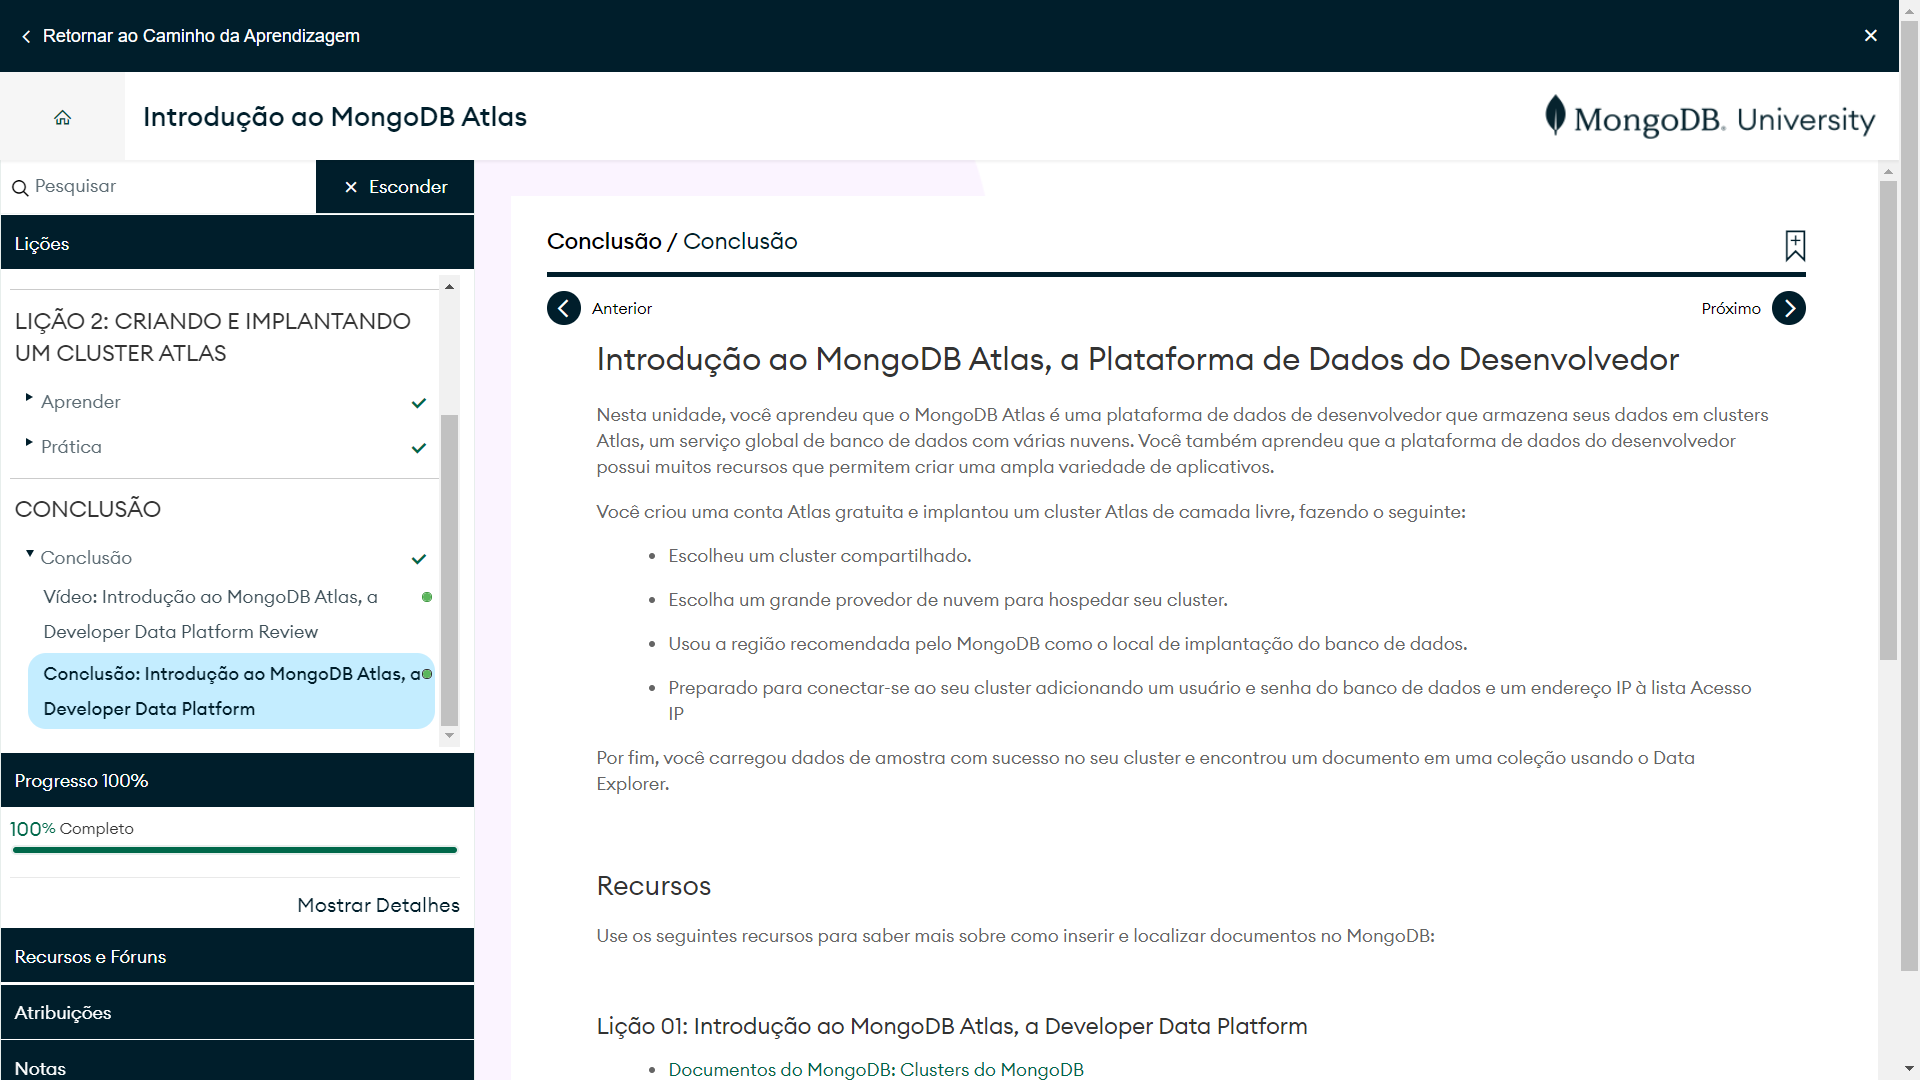 Retornar ao Caminho da Aprendizagem
Introdução ao MongoDB Atlas
MongoDB. University
Pesquisar
Esconder
Lições
LIÇÃO 2: CRIANDO E IMPLANTANDO
UM CLUSTER ATLAS
Aprender
Prática
CONCLUSÃO
Conclusão
Vídeo: Introdução ao MongoDB Atlas, a
Developer Data Platform Review
Conclusão: Introdução ao MongoDB Atlas, a
Developer Data Platform
Progresso 100%
100% Completo
Mostrar Detalhes
Recursos e Fóruns
Atribuições
Notas
Conclusão / Conclusão
Anterior
Próximo
Introdução ao MongoDB Atlas, a Plataforma de Dados do Desenvolvedor
Nesta unidade, você aprendeu que o MongoDB Atlas é uma plataforma de dados de desenvolvedor que armazena seus dados em clusters
Atlas, um serviço global de banco de dados com várias nuvens. Você também aprendeu que a plataforma de dados do desenvolvedor
possui muitos recursos que permitem criar uma ampla variedade de aplicativos.
Você criou uma conta Atlas gratuita e implantou um cluster Atlas de camada livre, fazendo o seguinte:
• Escolheu um cluster compartilhado.
• Escolha um grande provedor de nuvem para hospedar seu cluster.
• Usou a região recomendada pelo MongoDB como o local de implantação do banco de dados.
• Preparado para conectar-se ao seu cluster adicionando um usuário e senha do banco de dados e um endereço IP à lista Acesso
IP
Por fim, você carregou dados de amostra com sucesso no seu cluster e encontrou um documento em uma coleção usando o Data
Explorer.
Recursos
Use os seguintes recursos para saber mais sobre como inserir e localizar documentos no MongoDB:
Lição 01: Introdução ao MongoDB Atlas, a Developer Data Platform
• Documentos do MongoDB: Clusters do MongoDB